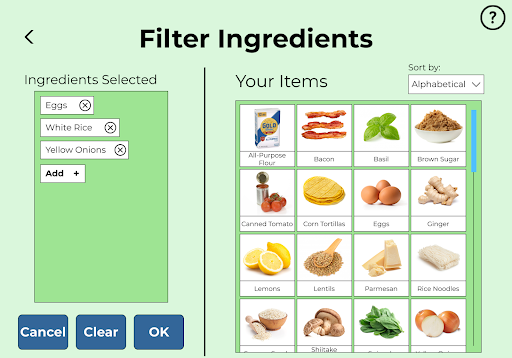 ?
Filter Ingredients
Ingredients Selected
Eggs
White Rice
Yellow Onions
Add +
Cancel
Clear
OK
Your Items
Sort by:
Alphabetical
GOLD
All-Purpose
Flour
Bacon
Basil
Brown Sugar
Canned Tomato
Corn Tortillas
Eggs
Ginger
Lemons
Lentils
Parmesan
Rice Noodles
Shiitake